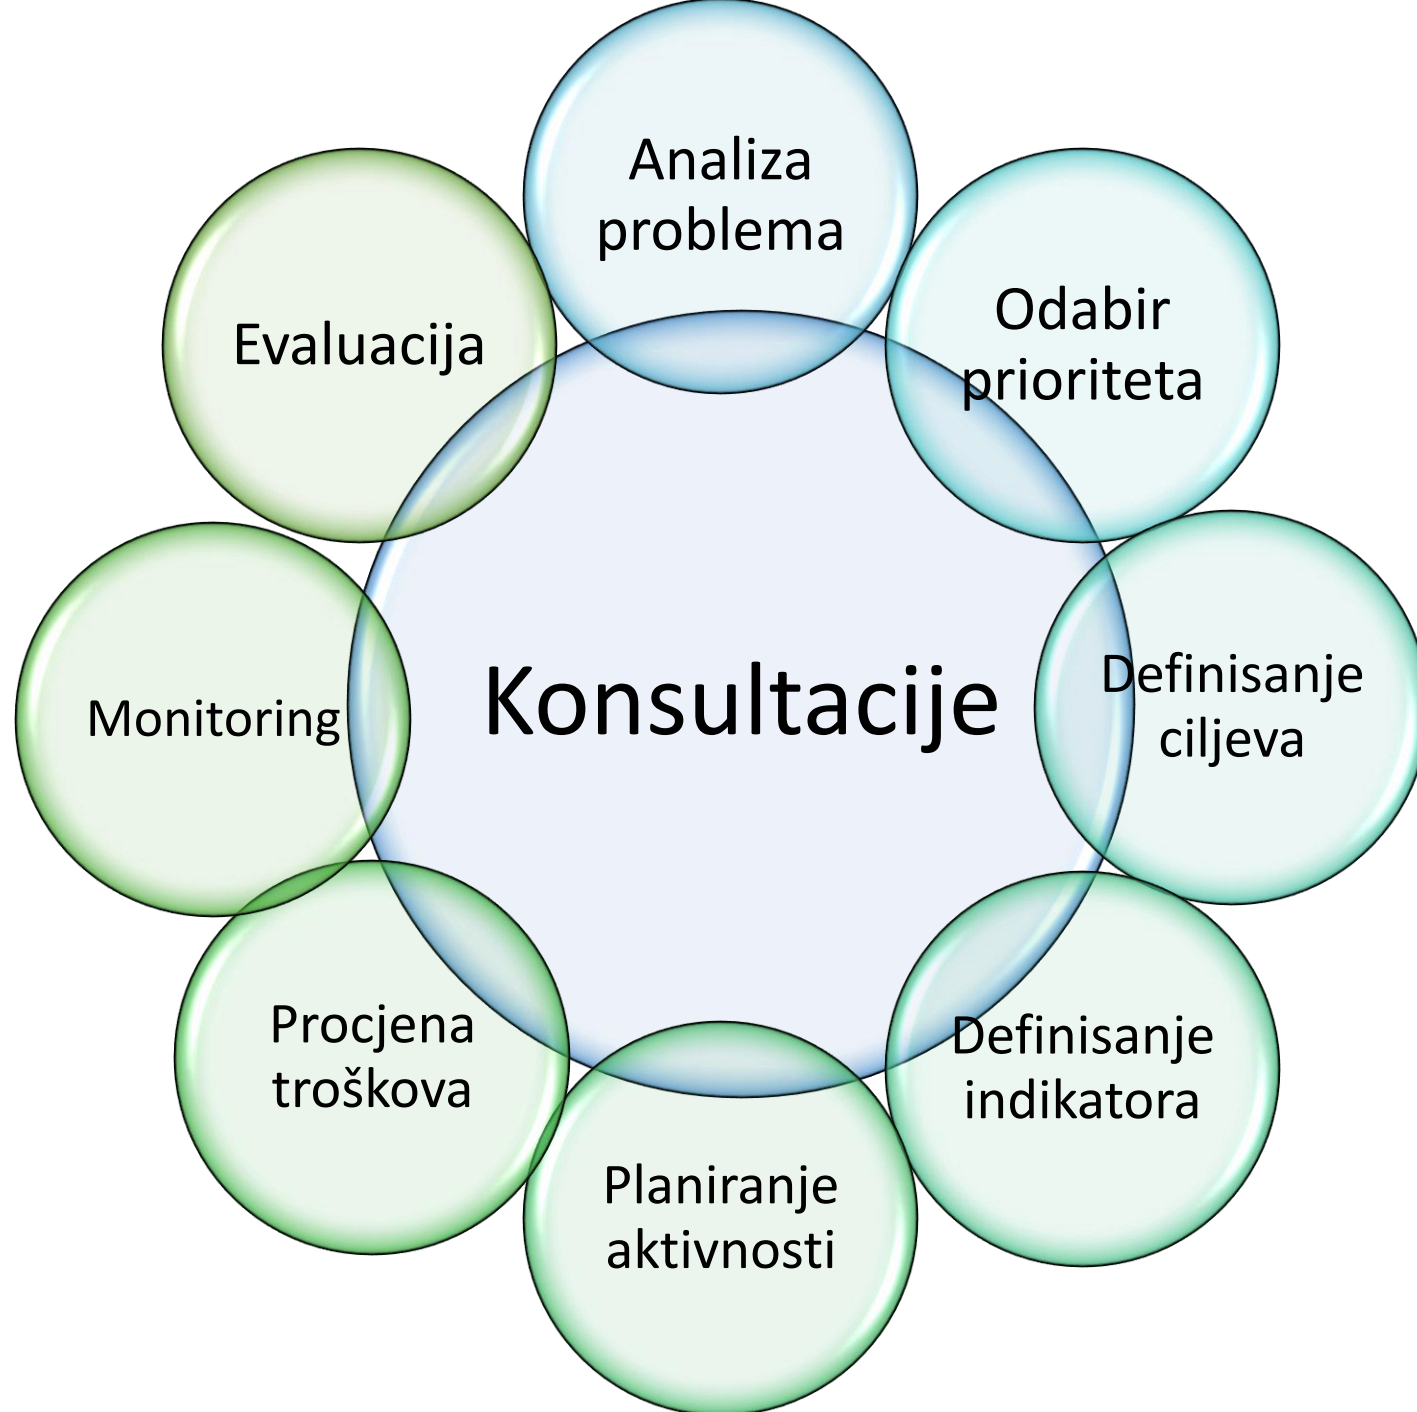 Analiza
problema
Odabir
prioriteta
Definisanje
ciljeva
Definisanje
indikatora
Planiranje
aktivnosti
Procjena
troškova
Monitoring
Evaluacija
Konsultacije